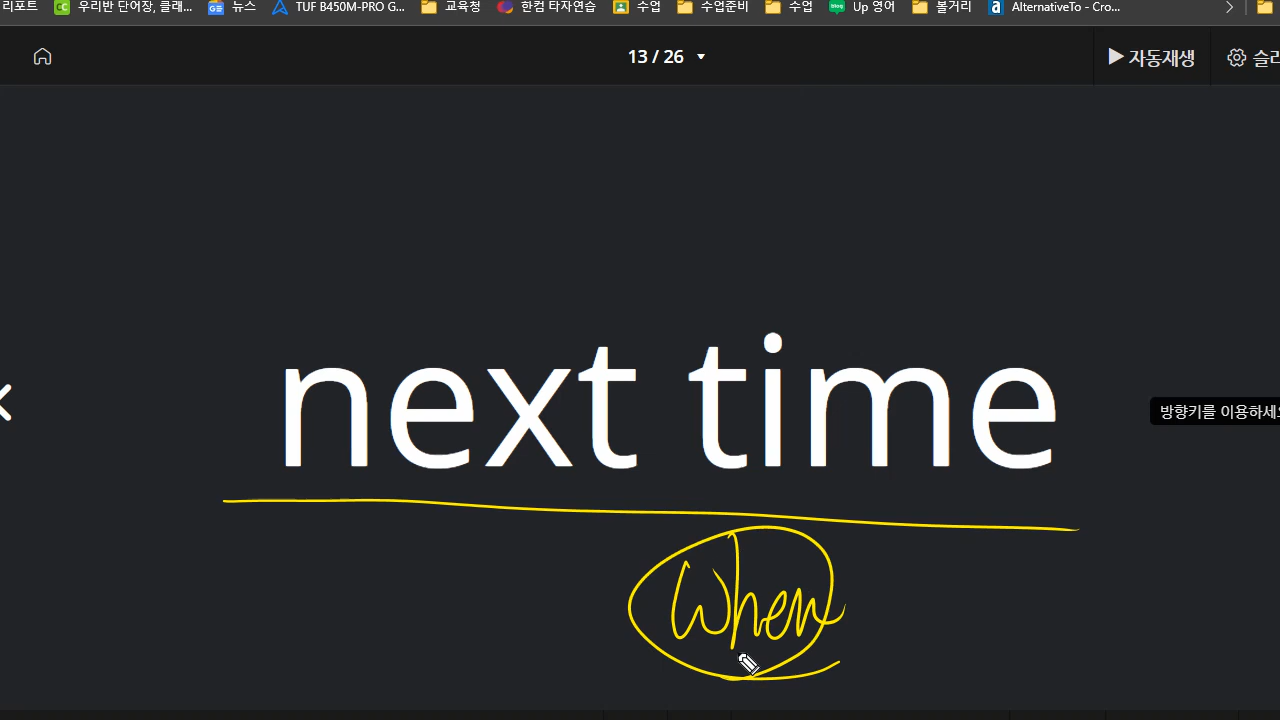 리포트 우리반 단어장, 클래... 뉴스 TUF B450M-PRO G... 교육청 한컴 타자연습 수업 수업준비 수업 Up 영어 볼거리 AlternativeTo - Cro...
13 / 26 자동재생 슬라
next time
방향키를 이용하세요
When